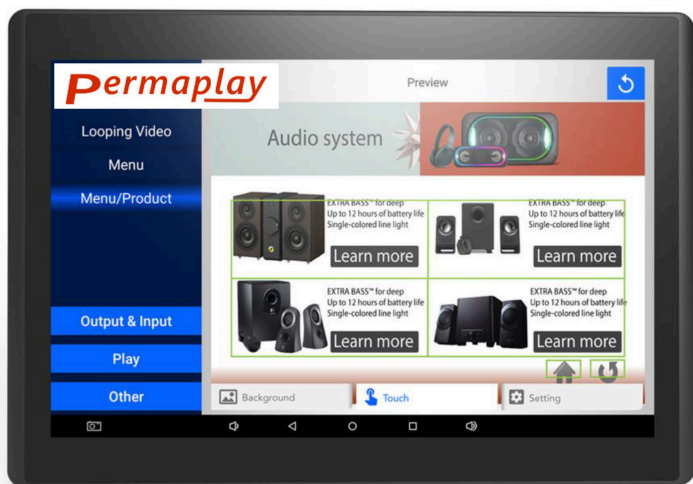 Permaplay
Preview
Looping Video
Menu
Menu/Product
Output & Input
Play
Other
Audio system
EXTRA BASS™ for deep
Up to 12 hours of battery life
Single-colored line light
Learn more
EXTRA BASS™ for deep
Up to 12 hours of battery life
Single-colored line light
Learn more
EXTRA BASS™ for deep
Up to 12 hours of battery life
Single-colored line light
Learn more
EXTRA BASS™ for deep
Up to 12 hours of battery life
Single-colored line light
Learn more
Background
Touch
Setting